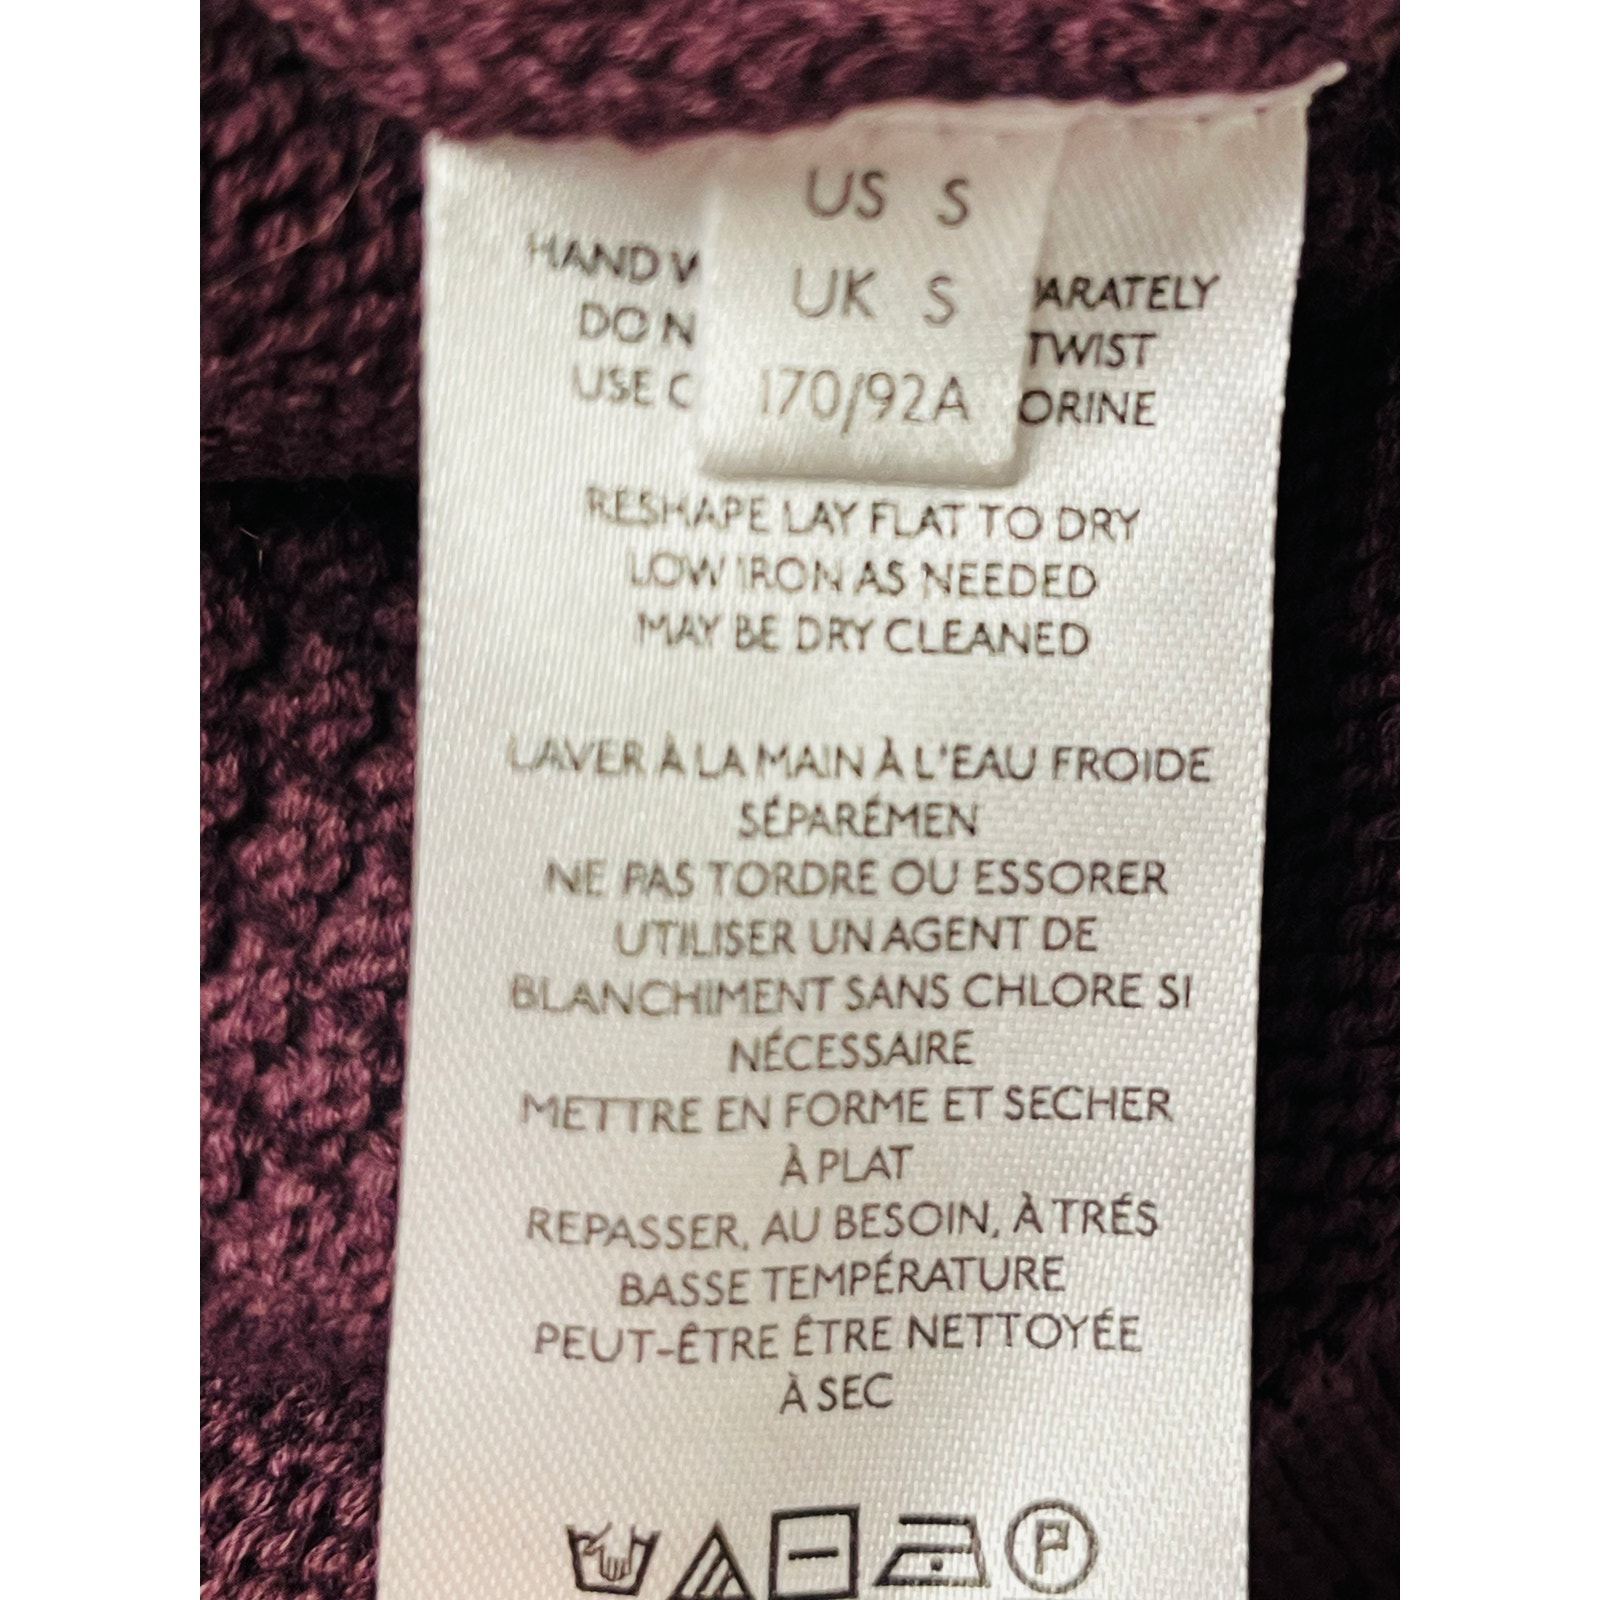 US S
UK S
170/92A
HAND W ARATELY
DO N TWIST
USE C ORINE
RESHAPE LAY FLAT TO DRY
LOW IRON AS NEEDED
MAY BE DRY CLEANED
LAVER À LA MAIN À L'EAU FROIDE
SÉPARÉMEN
NE PAS TORDRE OU ESSORER
UTILISER UN AGENT DE
BLANCHIMENT SANS CHLORE SI
NÉCESSAIRE
METTRE EN FORME ET SECHER
À PLAT
REPASSER, AU BESOIN, À TRÉS
BASSE TEMPÉRATURE
PEUT-ÊTRE ÊTRE NETTOYÉE
À SEC
P